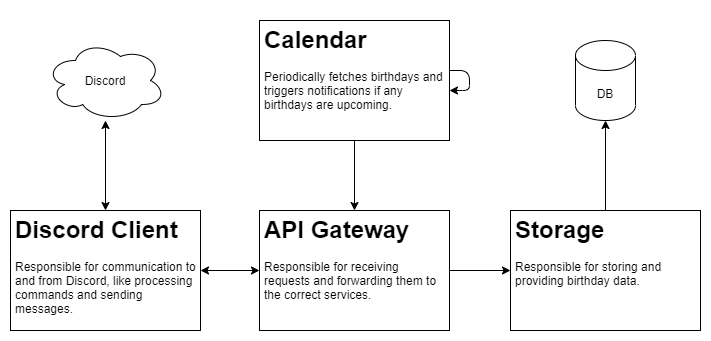 Calendar
Periodically fetches birthdays and
triggers notifications if any
birthdays are upcoming.
Discord
DB
Discord Client
Responsible for communication to
and from Discord, like processing
commands and sending
messages.
API Gateway
Responsible for receiving
requests and forwarding them to
the correct services.
Storage
Responsible for storing and
providing birthday data.